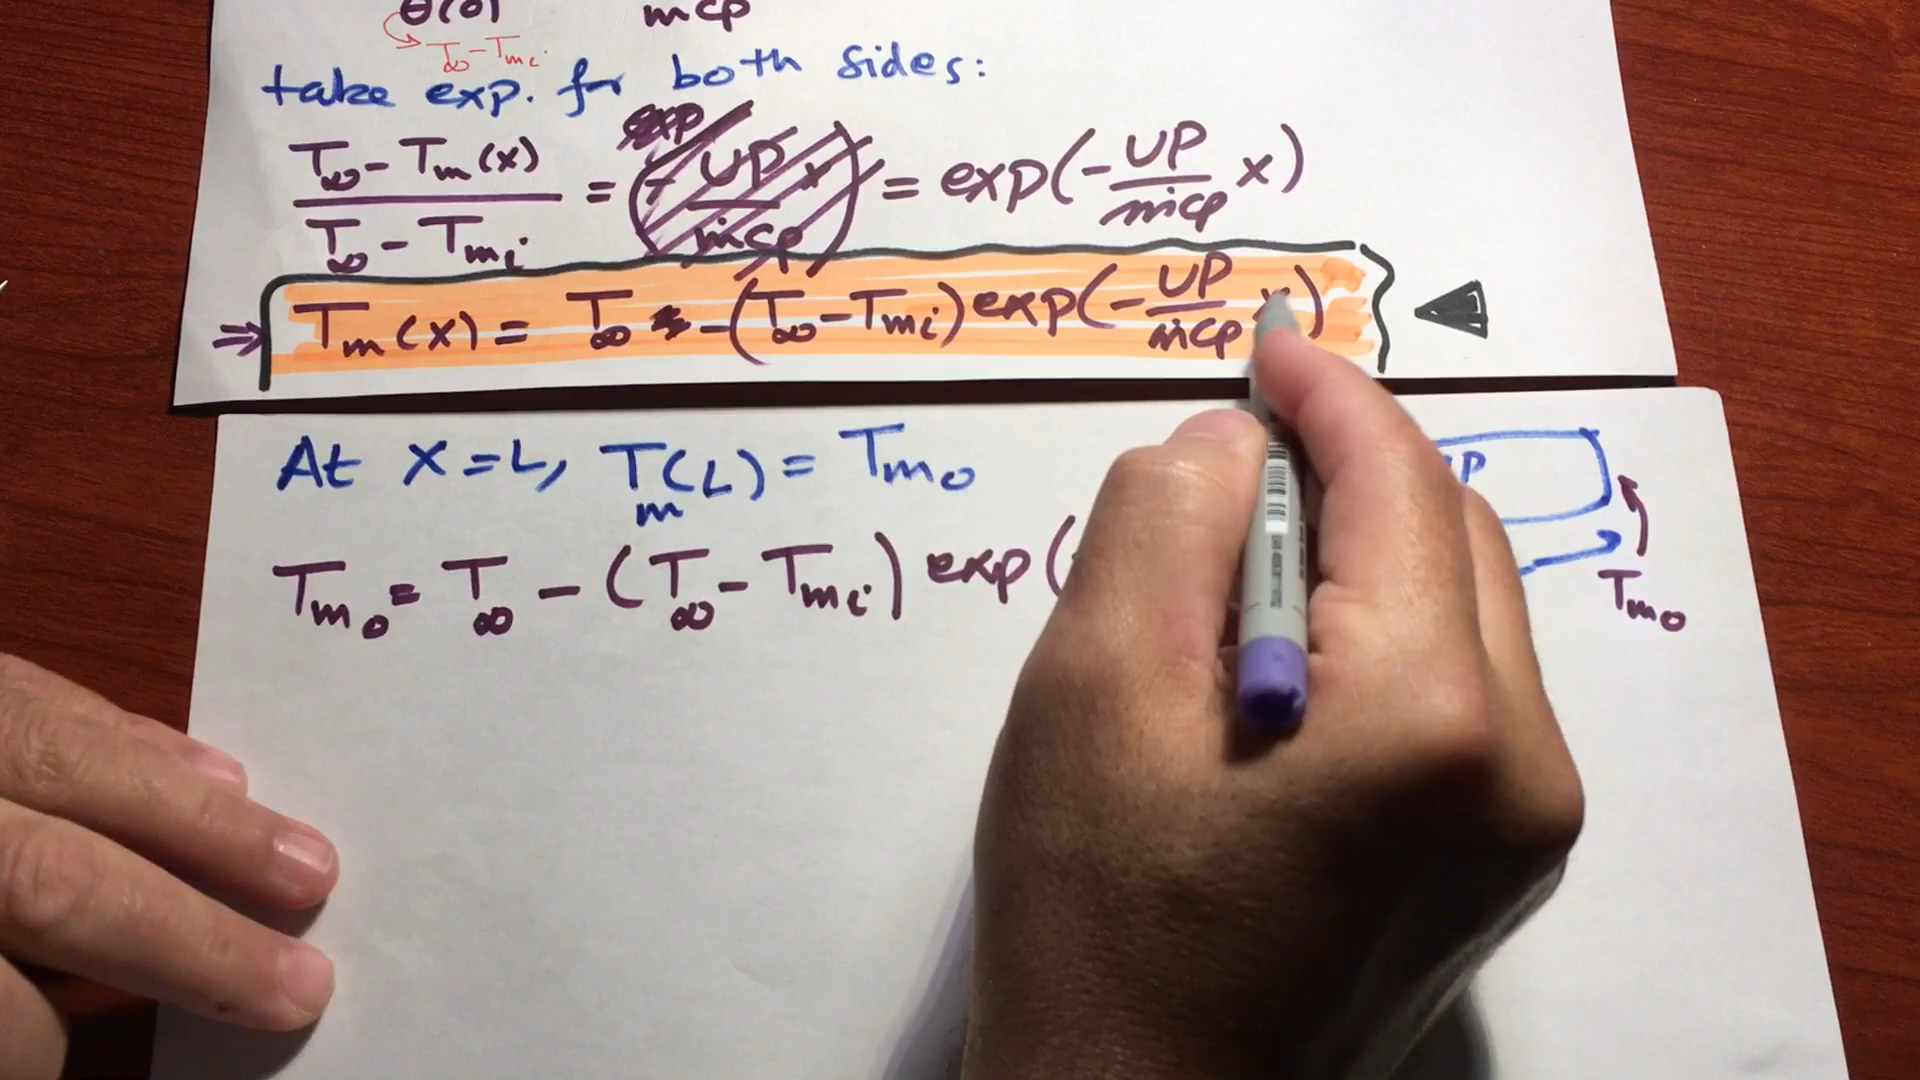 θ(0) ṁcp
T∞-Tmi
take exp. for both sides:
T∞-Tm(x) / T∞-Tmi = = exp(-UP/ṁcp x)
⇒ Tm(x) = T∞ -(T∞-Tmi)exp(-UP/ṁcp x)
At x=L, Tm(L) = Tmo
Tmo = T∞ - (T∞ - Tmi) exp(
P
Tmo